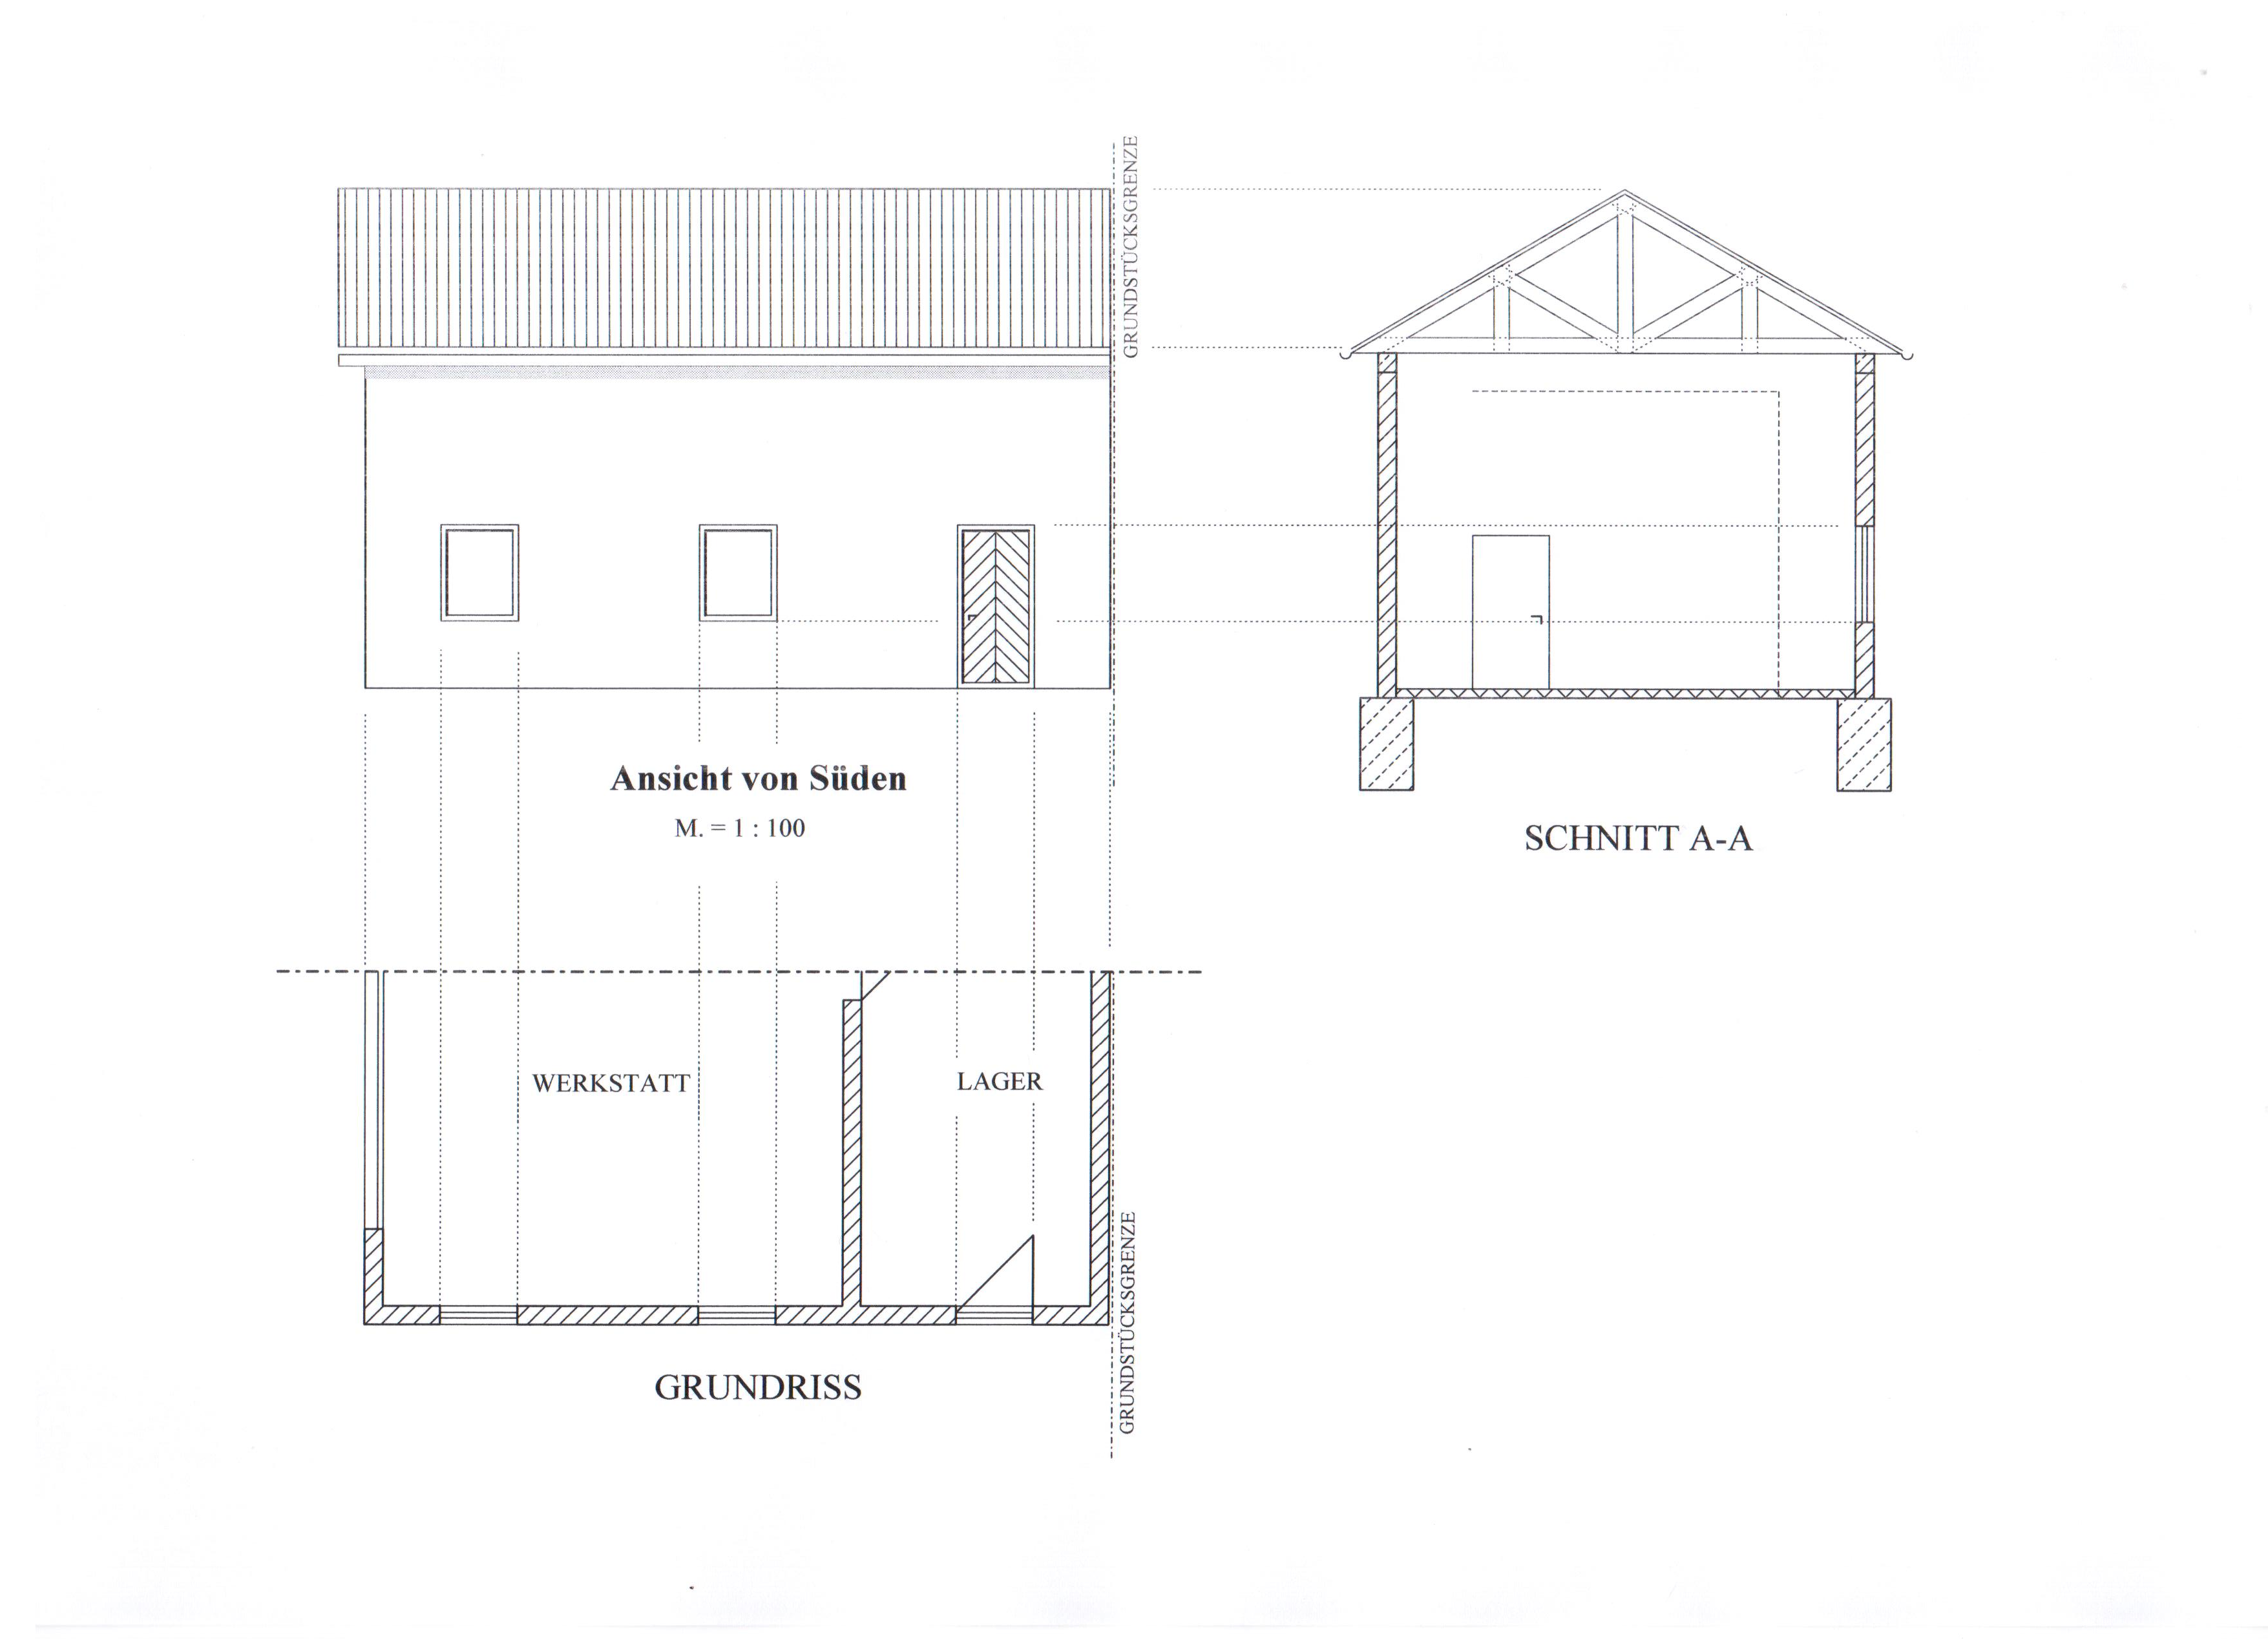 GRUNDSTÜCKSGRENZE
Ansicht von Süden
M. = 1 : 100
SCHNITT A-A
WERKSTATT
LAGER
GRUNDSTÜCKSGRENZE
GRUNDRISS